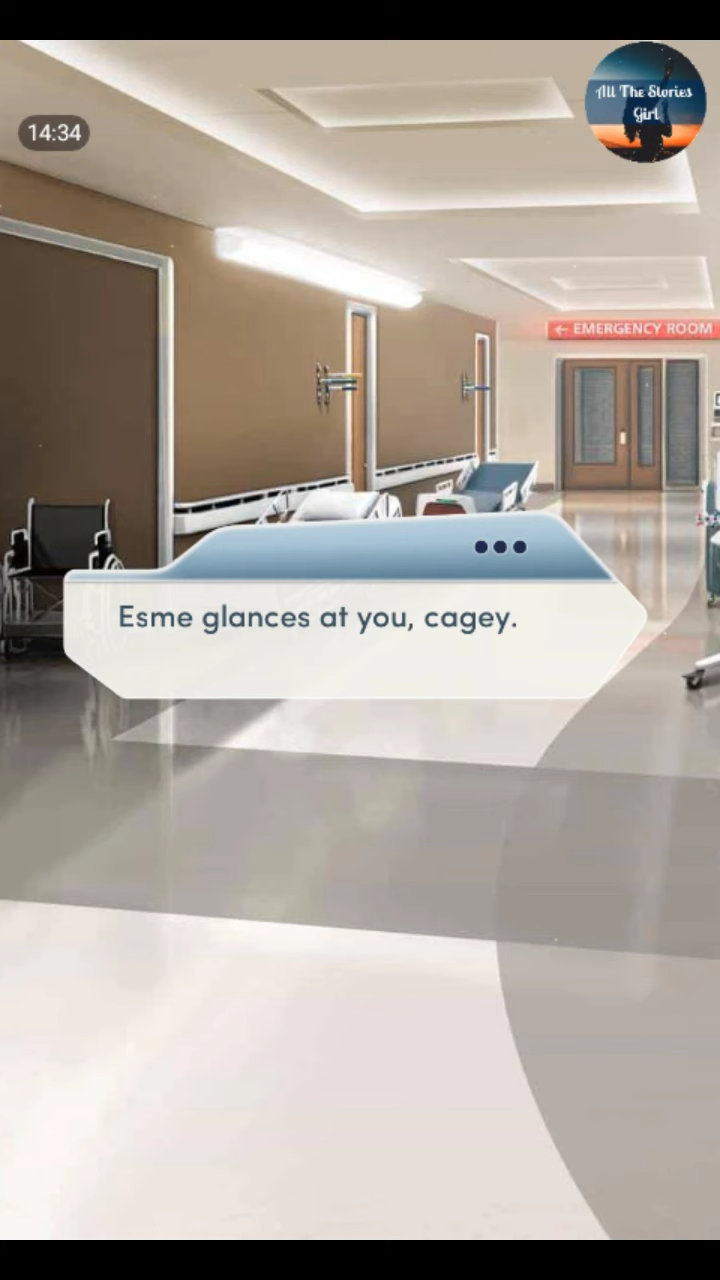 All The Stories
Girl
14:34
← EMERGENCY ROOM
Esme glances at you, cagey.